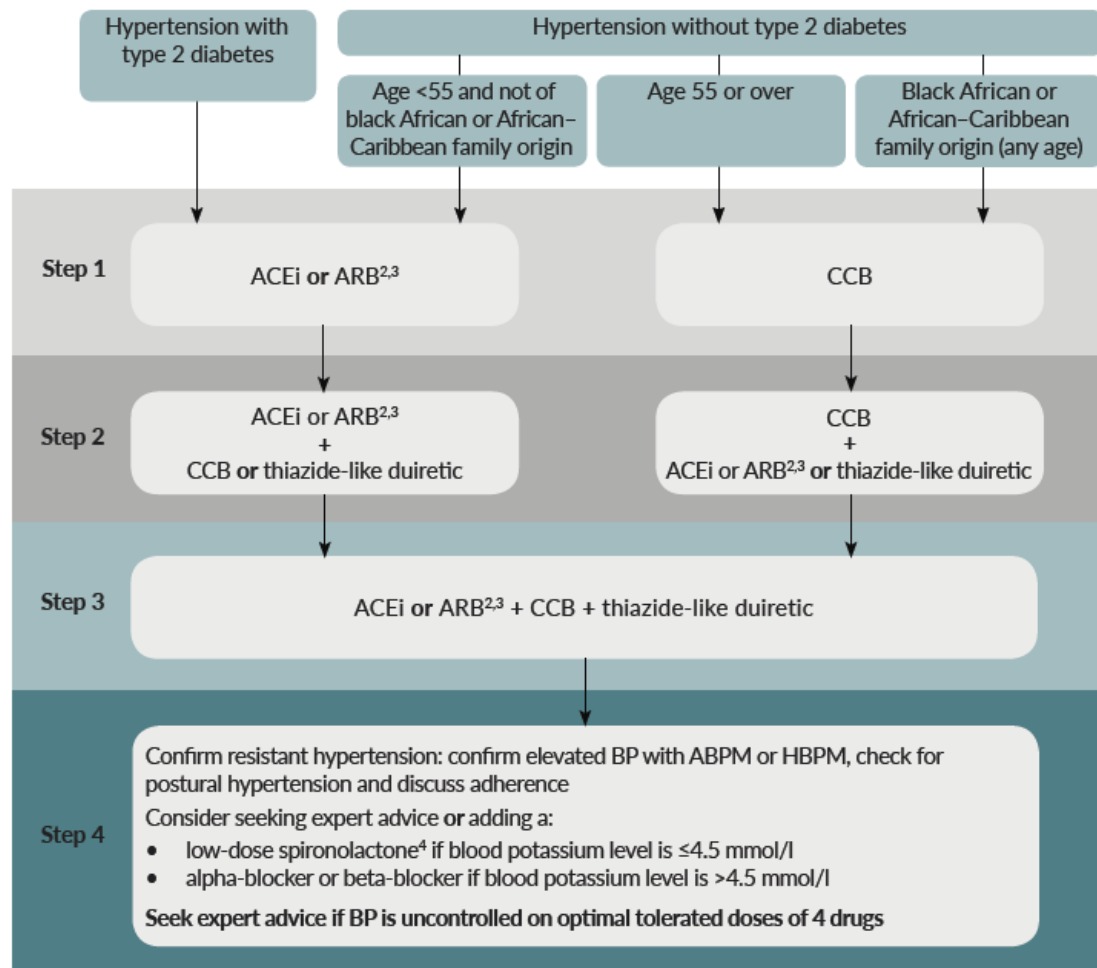 Hypertension with
type 2 diabetes
Hypertension without type 2 diabetes
Age <55 and not of
black African or African–
Caribbean family origin
Age 55 or over
Black African or
African–Caribbean
family origin (any age)
Step 1
ACEi or ARB2,3
CCB
Step 2
ACEi or ARB2,3
+
CCB or thiazide-like duiretic
CCB
+
ACEi or ARB2,3 or thiazide-like duiretic
Step 3
ACEi or ARB2,3 + CCB + thiazide-like duiretic
Step 4
Confirm resistant hypertension: confirm elevated BP with ABPM or HBPM, check for
postural hypertension and discuss adherence
Consider seeking expert advice or adding a:
• low-dose spironolactone4 if blood potassium level is ≤4.5 mmol/l
• alpha-blocker or beta-blocker if blood potassium level is >4.5 mmol/l
Seek expert advice if BP is uncontrolled on optimal tolerated doses of 4 drugs